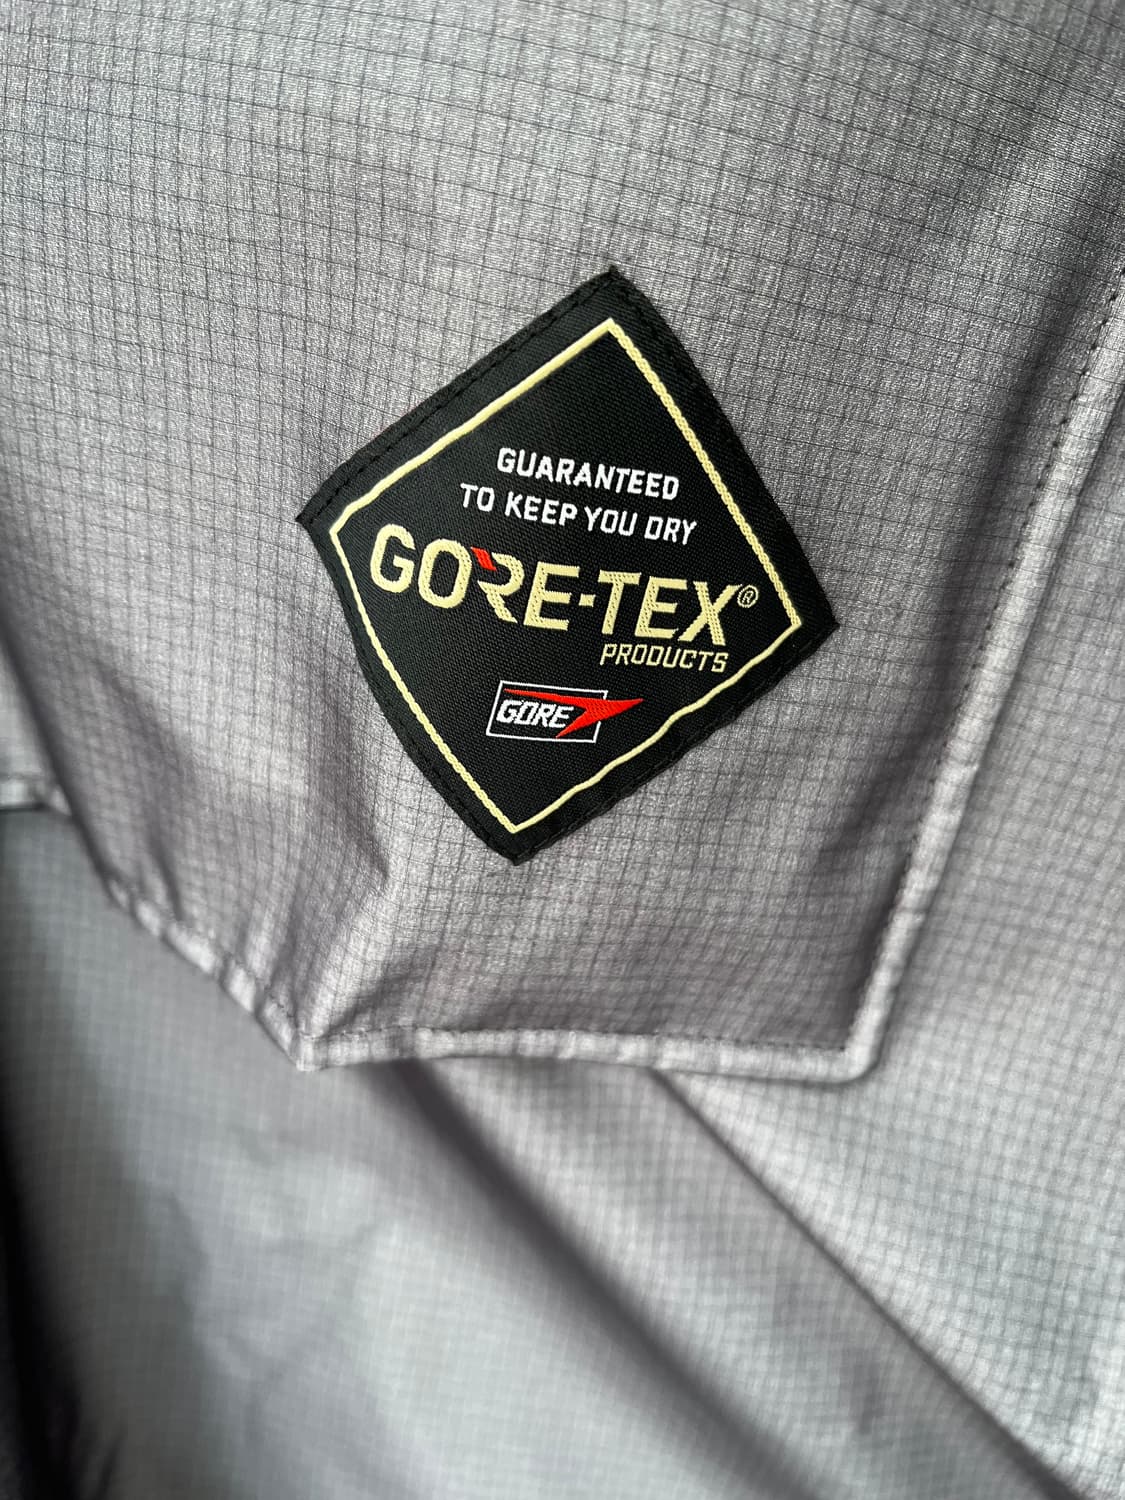 GUARANTEED
TO KEEP YOU DRY
GORE-TEX®
PRODUCTS
GORE